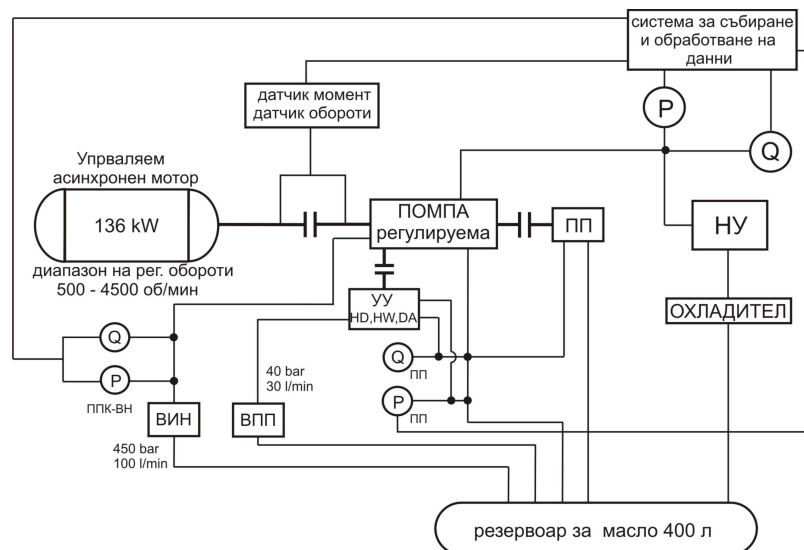 система за събиране
и обработване на
данни
датчик момент
датчик обороти
P
Q
Упрваляем
асинхронен мотор
136 kW
ПОМПА
регулируема
ПП
НУ
диапазон на рег. обороти
500 - 4500 об/мин
УУ
HD,HW,DA
ОХЛАДИТЕЛ
Q
Q
ПП
40 bar
30 l/min
P
P
ПП
ППК-ВН
ВИН
ВПП
450 bar
100 l/min
резервоар за масло 400 л